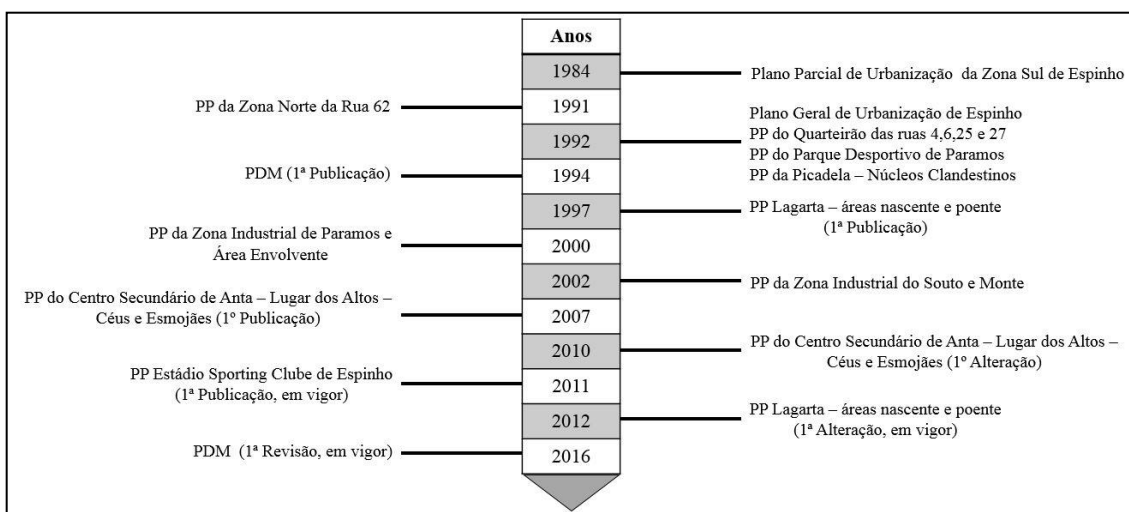 Anos
1984
Plano Parcial de Urbanização da Zona Sul de Espinho
PP da Zona Norte da Rua 62
1991
Plano Geral de Urbanização de Espinho
PP do Quarteirão das ruas 4,6,25 e 27
PP do Parque Desportivo de Paramos
PP da Picadela – Núcleos Clandestinos
1992
PDM (1ª Publicação)
1994
1997
PP Lagarta – áreas nascente e poente
(1ª Publicação)
PP da Zona Industrial de Paramos e
Área Envolvente
2000
2002
PP da Zona Industrial do Souto e Monte
PP do Centro Secundário de Anta – Lugar dos Altos –
Céus e Esmojães (1º Publicação)
2007
2010
PP do Centro Secundário de Anta – Lugar dos Altos –
Céus e Esmojães (1º Alteração)
PP Estádio Sporting Clube de Espinho
(1ª Publicação, em vigor)
2011
2012
PP Lagarta – áreas nascente e poente
(1ª Alteração, em vigor)
PDM (1ª Revisão, em vigor)
2016